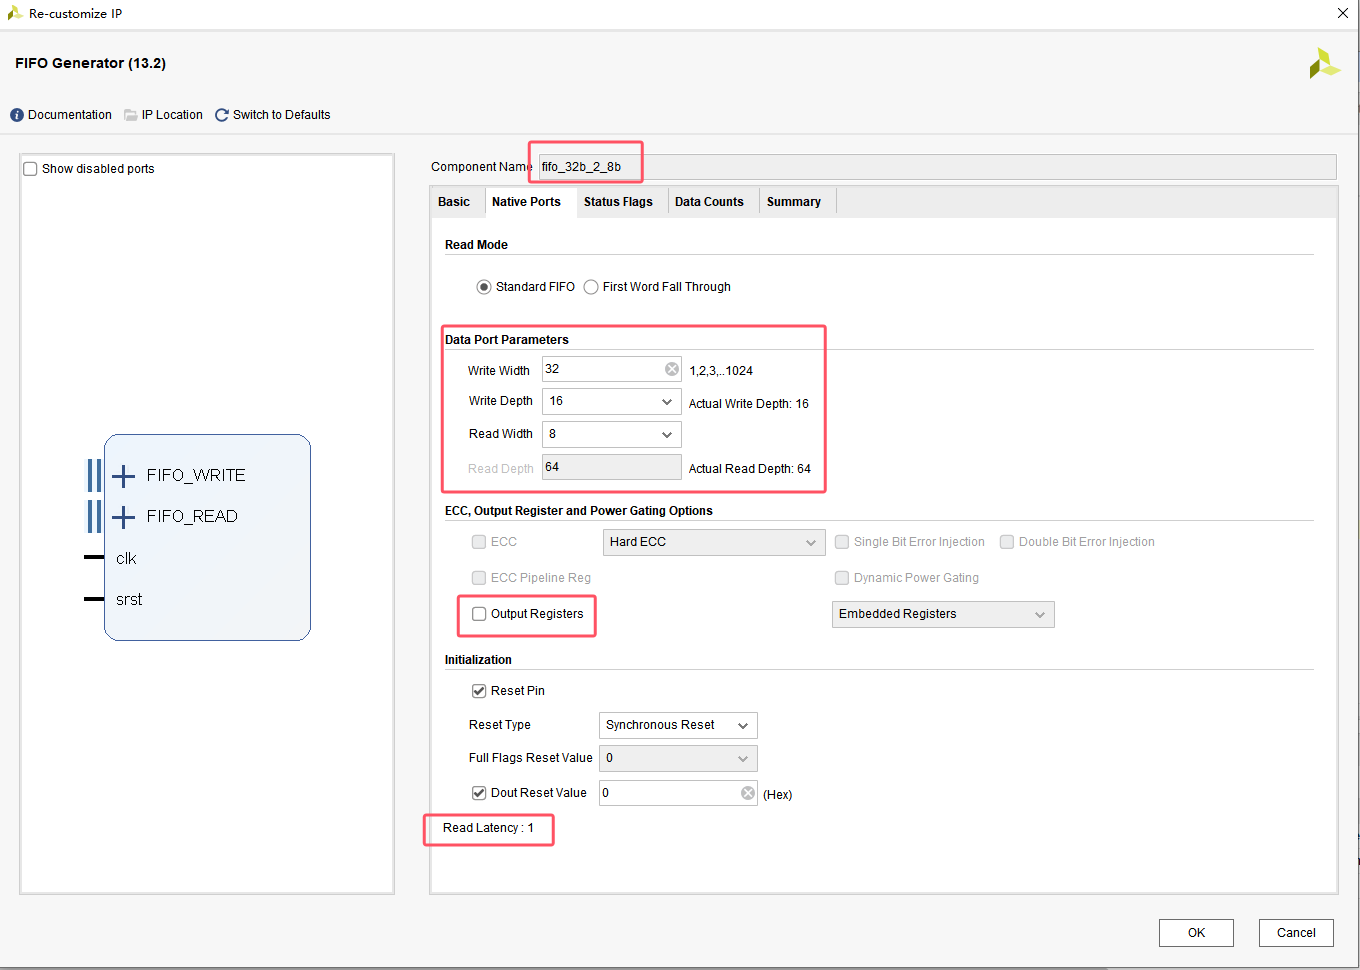 Re-customize IP
FIFO Generator (13.2)
Documentation IP Location Switch to Defaults
Show disabled ports
FIFO_WRITE
FIFO_READ
clk
srst
Component Name fifo_32b_2_8b
Basic Native Ports Status Flags Data Counts Summary
Read Mode
Standard FIFO First Word Fall Through
Data Port Parameters
Write Width 32 1,2,3,..1024
Write Depth 16 Actual Write Depth: 16
Read Width 8
Read Depth 64 Actual Read Depth: 64
ECC, Output Register and Power Gating Options
ECC Hard ECC Single Bit Error Injection Double Bit Error Injection
ECC Pipeline Reg Dynamic Power Gating
Output Registers Embedded Registers
Initialization
Reset Pin
Reset Type Synchronous Reset
Full Flags Reset Value 0
Dout Reset Value 0 (Hex)
Read Latency : 1
OK Cancel